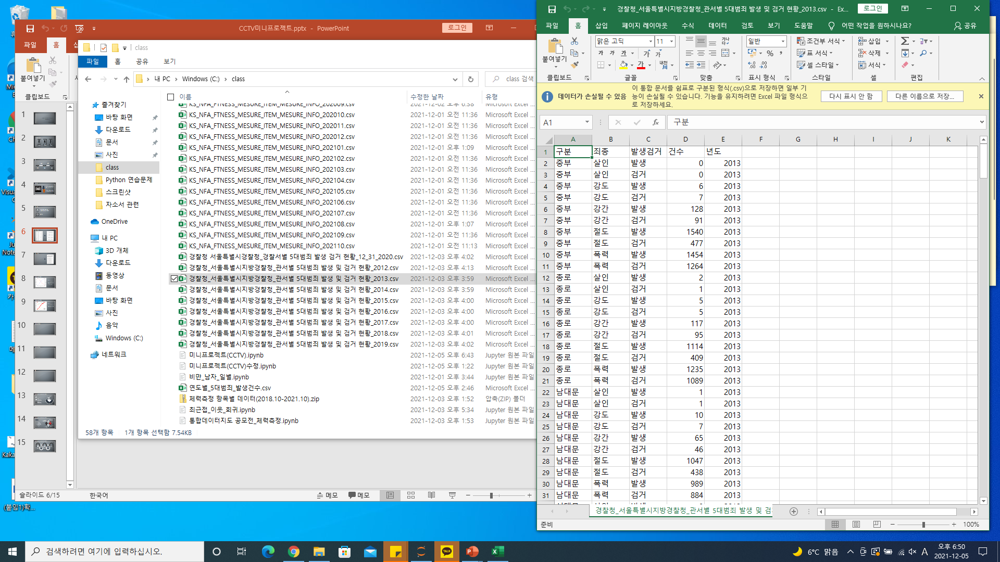 CCTV미니프로젝트.pptx - PowerPoint
로그인
파일
홈
붙여넣기
클립보드
1
2
3
4
5
6
7
8
9
10
11
12
13
14
15
슬라이드 6/15
한국어
메모
메모
class
파일
홈
공유
보기
내 PC
Windows (C:)
class
class 검색
즐겨찾기
바탕 화면
다운로드
문서
사진
class
Python 연습문제
스크린샷
자소서 관련
OneDrive
내 PC
3D 개체
다운로드
동영상
문서
바탕 화면
사진
음악
Windows (C:)
네트워크
이름 수정한 날짜 유형
KS_NFA_FTNESS_MESURE_ITEM_MESURE_INFO_202009.csv 2021-12-02 오후 6:38 Microsoft Excel ...
KS_NFA_FTNESS_MESURE_ITEM_MESURE_INFO_202010.csv 2021-12-01 오전 11:36 Microsoft Excel ...
KS_NFA_FTNESS_MESURE_ITEM_MESURE_INFO_202011.csv 2021-12-01 오전 11:36 Microsoft Excel ...
KS_NFA_FTNESS_MESURE_ITEM_MESURE_INFO_202012.csv 2021-12-01 오전 11:36 Microsoft Excel ...
KS_NFA_FTNESS_MESURE_ITEM_MESURE_INFO_202101.csv 2021-12-01 오후 1:09 Microsoft Excel ...
KS_NFA_FTNESS_MESURE_ITEM_MESURE_INFO_202102.csv 2021-12-01 오전 11:36 Microsoft Excel ...
KS_NFA_FTNESS_MESURE_ITEM_MESURE_INFO_202103.csv 2021-12-01 오전 11:36 Microsoft Excel ...
KS_NFA_FTNESS_MESURE_ITEM_MESURE_INFO_202104.csv 2021-12-01 오전 11:36 Microsoft Excel ...
KS_NFA_FTNESS_MESURE_ITEM_MESURE_INFO_202105.csv 2021-12-01 오전 11:36 Microsoft Excel ...
KS_NFA_FTNESS_MESURE_ITEM_MESURE_INFO_202106.csv 2021-12-01 오전 11:36 Microsoft Excel ...
KS_NFA_FTNESS_MESURE_ITEM_MESURE_INFO_202107.csv 2021-12-01 오전 11:36 Microsoft Excel ...
KS_NFA_FTNESS_MESURE_ITEM_MESURE_INFO_202108.csv 2021-12-01 오후 1:07 Microsoft Excel ...
KS_NFA_FTNESS_MESURE_ITEM_MESURE_INFO_202109.csv 2021-12-01 오전 11:36 Microsoft Excel ...
KS_NFA_FTNESS_MESURE_ITEM_MESURE_INFO_202110.csv 2021-12-01 오전 11:13 Microsoft Excel ...
경찰청 서울특별시경찰청_경찰서별 5대범죄 발생 검거 현황_12_31_2020.csv 2021-12-03 오후 4:02 Microsoft Excel ...
경찰청_서울특별시지방경찰청_관서별 5대범죄 발생 및 검거 현황_2012.csv 2021-12-03 오후 4:13 Microsoft Excel ...
경찰청_서울특별시지방경찰청_관서별 5대범죄 발생 및 검거 현황_2013.csv 2021-12-03 오후 3:59 Microsoft Excel ...
경찰청_서울특별시지방경찰청_관서별 5대범죄 발생 및 검거 현황_2014.csv 2021-12-03 오후 3:59 Microsoft Excel ...
경찰청_서울특별시지방경찰청_관서별 5대범죄 발생 및 검거 현황_2015.csv 2021-12-03 오후 4:00 Microsoft Excel ...
경찰청_서울특별시지방경찰청_관서별 5대범죄 발생 및 검거 현황_2016.csv 2021-12-03 오후 4:00 Microsoft Excel ...
경찰청_서울특별시지방경찰청_관서별 5대범죄 발생 및 검거 현황_2017.csv 2021-12-03 오후 4:00 Microsoft Excel ...
경찰청_서울특별시지방경찰청_관서별 5대범죄 발생 및 검거 현황_2018.csv 2021-12-03 오후 4:01 Microsoft Excel ...
경찰청_서울특별시지방경찰청_관서별 5대범죄 발생 및 검거 현황_2019.csv 2021-12-03 오후 4:02 Microsoft Excel ...
미니프로젝트(CCTV).ipynb 2021-12-05 오후 6:43 Jupyter 원본 파일
미니프로젝트(CCTV)수정.ipynb 2021-12-05 오후 1:22 Jupyter 원본 파일
비만_남자_일별.ipynb 2021-12-01 오후 3:44 Jupyter 원본 파일
연도별_5대범죄_발생건수.csv 2021-12-05 오후 2:46 Microsoft Excel ...
체력측정 항목별 데이터(2018.10-2021.10).zip 2021-12-03 오후 1:52 압축(ZIP) 폴더
최근접_이웃_회귀.ipynb 2021-12-03 오후 5:34 Jupyter 원본 파일
통합데이터지도 공모전_체력측정.ipynb 2021-12-03 오후 1:53 Jupyter 원본 파일
58개 항목 1개 항목 선택함 7.54KB
경찰청_서울특별시지방경찰청_관서별 5대범죄 발생 및 검거 현황_2013.csv - Ex...
로그인
파일 홈 삽입 페이지 레이아웃 수식 데이터 검토 보기 도움말 어떤 작업을 원하시나요? 공유
붙여넣기
클립보드
맑은 고딕 11
가 가 가
글꼴
맞춤
일반
표시 형식
조건부 서식
표 서식
셀 스타일
스타일
삽입
삭제
서식
셀
편집
데이터가 손실될 수 있음
이 통합 문서를 쉼표로 구분된 형식(.csv)으로 저장하면 일부 기
능이 손실될 수 있습니다. 기능을 유지하려면 Excel 파일 형식으
로 저장하세요.
다시 표시 안 함
다른 이름으로 저장...
A1 fx 구분
A B C D E F G H I J K
1 구분 죄종 발생검거 건수 년도
2 중부 살인 발생 0 2013
3 중부 살인 검거 0 2013
4 중부 강도 발생 6 2013
5 중부 강도 검거 7 2013
6 중부 강간 발생 128 2013
7 중부 강간 검거 91 2013
8 중부 절도 발생 1540 2013
9 중부 절도 검거 477 2013
10 중부 폭력 발생 1454 2013
11 중부 폭력 검거 1264 2013
12 종로 살인 발생 2 2013
13 종로 살인 검거 1 2013
14 종로 강도 발생 5 2013
15 종로 강도 검거 5 2013
16 종로 강간 발생 117 2013
17 종로 강간 검거 95 2013
18 종로 절도 발생 1114 2013
19 종로 절도 검거 409 2013
20 종로 폭력 발생 1235 2013
21 종로 폭력 검거 1089 2013
22 남대문 살인 발생 1 2013
23 남대문 살인 검거 1 2013
24 남대문 강도 발생 10 2013
25 남대문 강도 검거 7 2013
26 남대문 강간 발생 65 2013
27 남대문 강간 검거 46 2013
28 남대문 절도 발생 1047 2013
29 남대문 절도 검거 438 2013
30 남대문 폭력 발생 989 2013
31 남대문 폭력 검거 884 2013
경찰청_서울특별시지방경찰청_관서별 5대범죄 발생 및 검
준비
100%
(붙임1)확...
검색하려면 여기에 입력하십시오.
TALK
6°C 맑음
A
오후 6:50
2021-12-05